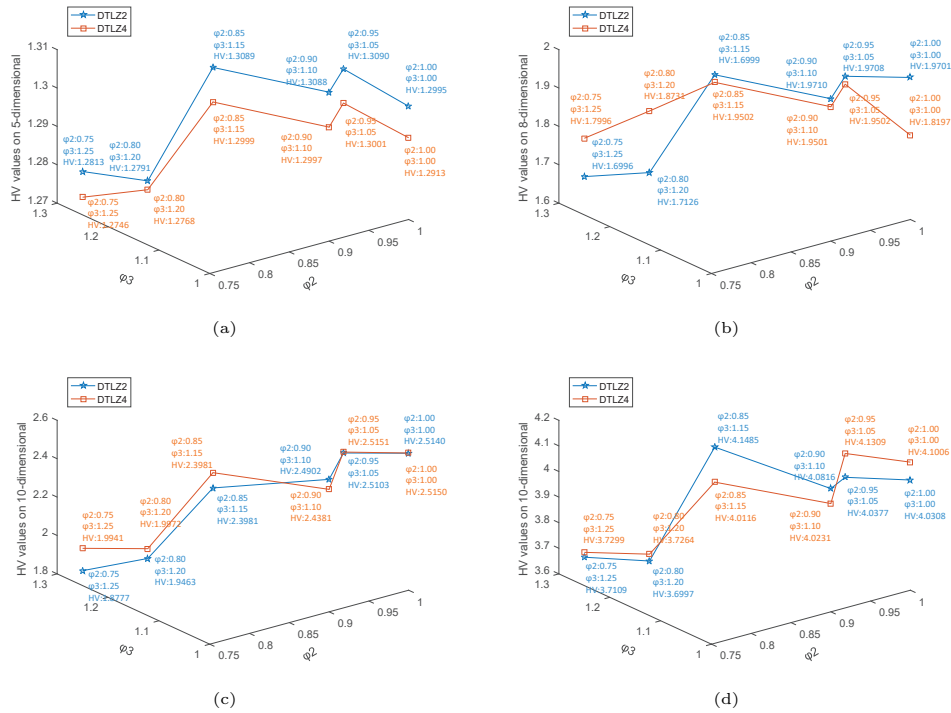 DTLZ2
DTLZ4
HV values on 5-dimensional
1.31
1.3
1.29
1.28
1.27
1.3
1.2
1.1
1
φ3
0.75
0.8
0.85
0.9
0.95
1
φ2
φ2:0.75
φ3:1.25
HV:1.2813
φ2:0.80
φ3:1.20
HV:1.2791
φ2:0.85
φ3:1.15
HV:1.3089
φ2:0.90
φ3:1.10
HV:1.3088
φ2:0.95
φ3:1.05
HV:1.3090
φ2:1.00
φ3:1.00
HV:1.2995
φ2:0.75
φ3:1.25
HV:1.2746
φ2:0.80
φ3:1.20
HV:1.2768
φ2:0.85
φ3:1.15
HV:1.2999
φ2:0.90
φ3:1.10
HV:1.2997
φ2:0.95
φ3:1.05
HV:1.3001
φ2:1.00
φ3:1.00
HV:1.2913
(a)
DTLZ2
DTLZ4
HV values on 8-dimensional
2
1.9
1.8
1.7
1.6
1.3
1.2
1.1
1
φ3
0.75
0.8
0.85
0.9
0.95
1
φ2
φ2:0.75
φ3:1.25
HV:1.7996
φ2:0.80
φ3:1.20
HV:1.8731
φ2:0.85
φ3:1.15
HV:1.6999
φ2:0.90
φ3:1.10
HV:1.9710
φ2:0.95
φ3:1.05
HV:1.9708
φ2:1.00
φ3:1.00
HV:1.9701
φ2:0.75
φ3:1.25
HV:1.6996
φ2:0.80
φ3:1.20
HV:1.7126
φ2:0.85
φ3:1.15
HV:1.9502
φ2:0.90
φ3:1.10
HV:1.9501
φ2:0.95
φ3:1.05
HV:1.9502
φ2:1.00
φ3:1.00
HV:1.8197
(b)
DTLZ2
DTLZ4
HV values on 10-dimensional
2.6
2.4
2.2
2
1.8
1.3
1.2
1.1
1
φ3
0.75
0.8
0.85
0.9
0.95
1
φ2
φ2:0.75
φ3:1.25
HV:1.9941
φ2:0.80
φ3:1.20
HV:1.9972
φ2:0.85
φ3:1.15
HV:2.3981
φ2:0.90
φ3:1.10
HV:2.4902
φ2:0.95
φ3:1.05
HV:2.5151
φ2:1.00
φ3:1.00
HV:2.5140
φ2:0.75
φ3:1.25
HV:1.8777
φ2:0.80
φ3:1.20
HV:1.9463
φ2:0.85
φ3:1.15
HV:2.3981
φ2:0.90
φ3:1.10
HV:2.4381
φ2:0.95
φ3:1.05
HV:2.5103
φ2:1.00
φ3:1.00
HV:2.5150
(c)
DTLZ2
DTLZ4
HV values on 10-dimensional
4.2
4.1
4
3.9
3.8
3.7
3.6
1.3
1.2
1.1
1
φ3
0.75
0.8
0.85
0.9
0.95
1
φ2
φ2:0.75
φ3:1.25
HV:3.7299
φ2:0.80
φ3:1.20
HV:3.7264
φ2:0.85
φ3:1.15
HV:4.1485
φ2:0.90
φ3:1.10
HV:4.0816
φ2:0.95
φ3:1.05
HV:4.1309
φ2:1.00
φ3:1.00
HV:4.1006
φ2:0.75
φ3:1.25
HV:3.7109
φ2:0.80
φ3:1.20
HV:3.6997
φ2:0.85
φ3:1.15
HV:4.0116
φ2:0.90
φ3:1.10
HV:4.0231
φ2:0.95
φ3:1.05
HV:4.0377
φ2:1.00
φ3:1.00
HV:4.0308
(d)